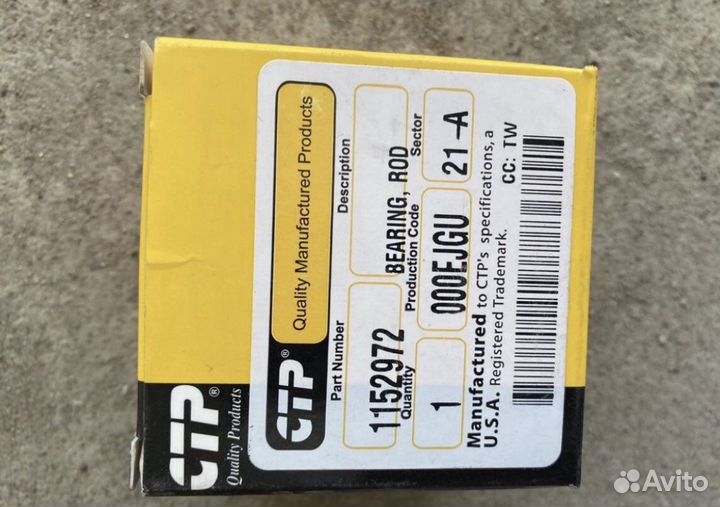 CTP®
Quality Products
CTP®
Quality Manufactured Products
Part Number Description
1152972 BEARING, ROD
Quantity Production Code Sector
1 000EJGU 21-A
Manufactured to CTP's specifications, a
U.S.A. Registered Trademark.
CC: TW
Avito